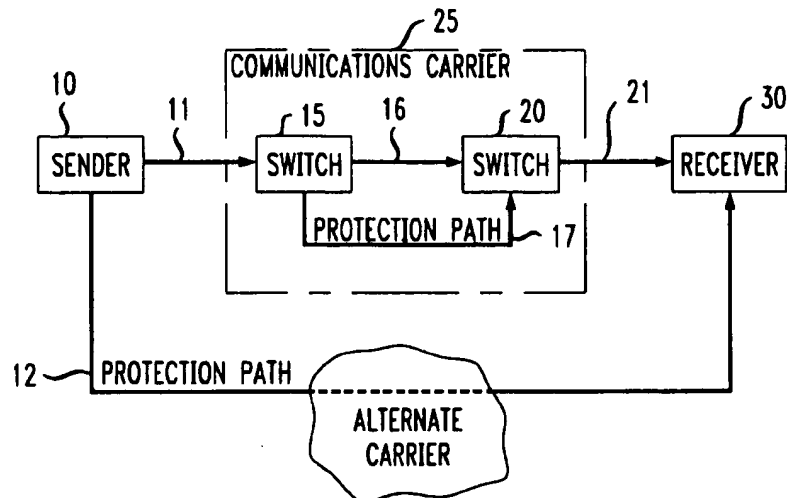 25
COMMUNICATIONS CARRIER
10
11
15
16
20
21
30
SENDER
SWITCH
SWITCH
RECEIVER
PROTECTION PATH
17
12
PROTECTION PATH
ALTERNATE
CARRIER